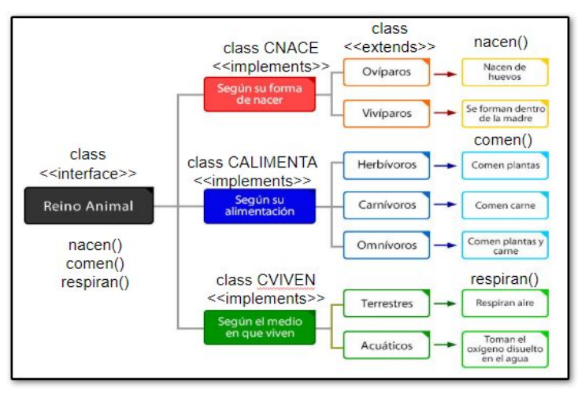 class
<<interface>>
Reino Animal
nacen()
comen()
respiran()
class CNACE
<<implements>>
Según su forma
de nacer
class
<<extends>>
nacen()
Ovíparos
Nacen de
huevos
Vivíparos
Se forman dentro
de la madre
class CALIMENTA
<<implements>>
Según su
alimentación
comen()
Herbívoros
Comen plantas
Carnívoros
Comen carne
Omnívoros
Comen plantas y
carne
class CVIVEN
<<implements>>
Según el medio
en que viven
respiran()
Terrestres
Respiran aire
Acuáticos
Toman el
oxígeno disuelto
en el agua